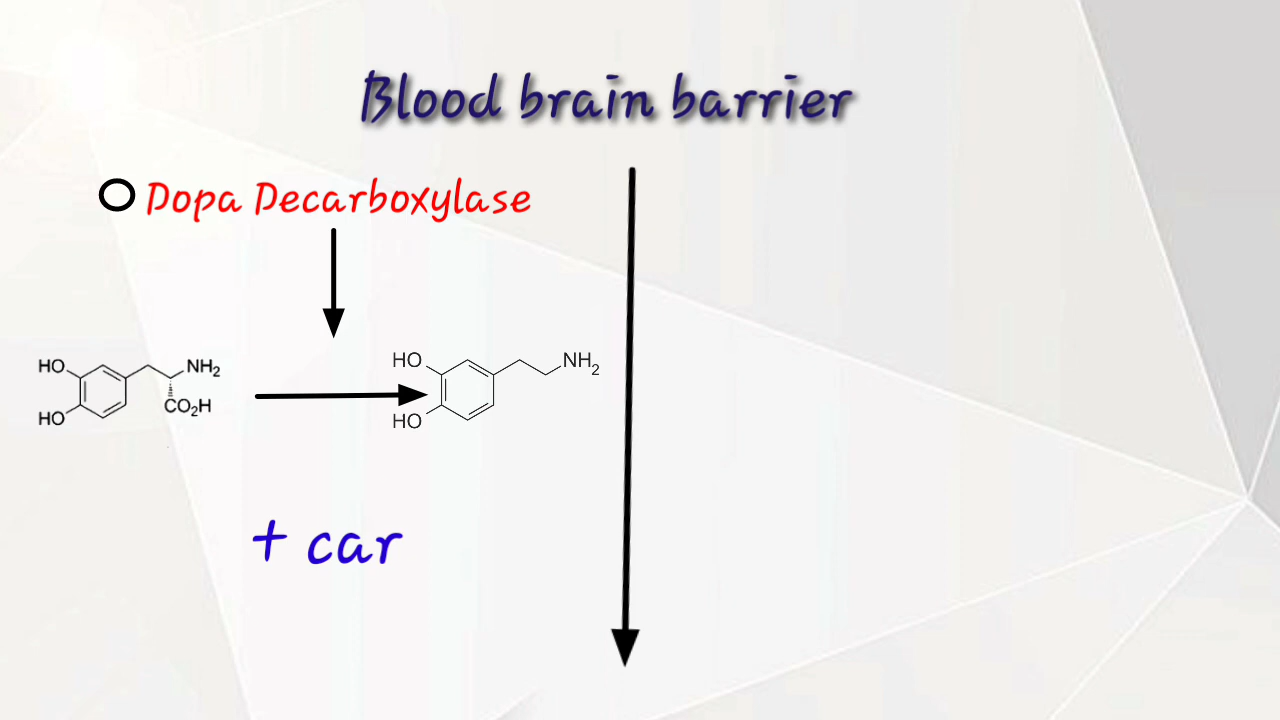 Blood brain barrier
Dopa Decarboxylase
HO
NH₂
HO
CO₂H
HO
NH₂
HO
+ car